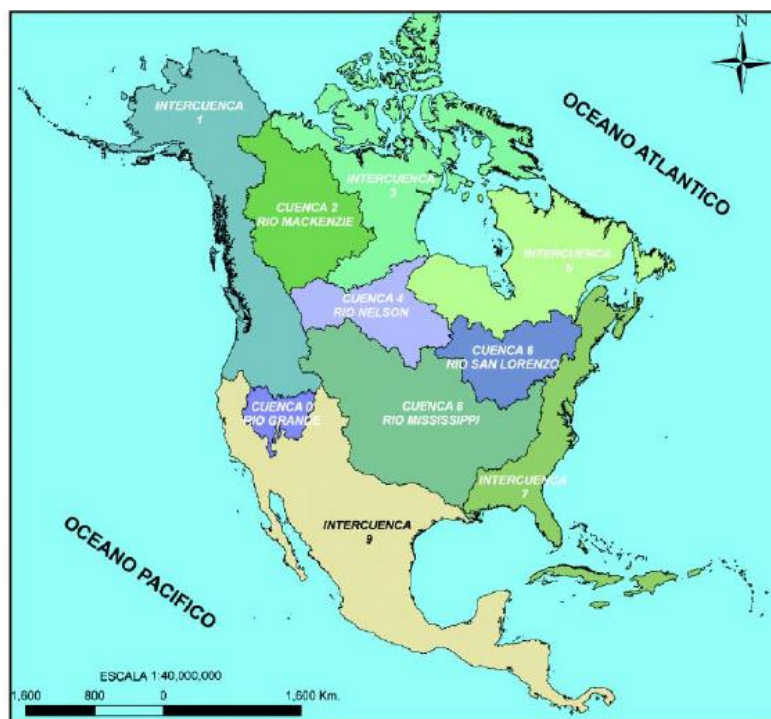 N
OCEANO ATLANTICO
INTERCUENCA
1
INTERCUENCA
3
CUENCA 2
RIO MACKENZIE
INTERCUENCA
CUENCA 4
RIO NELSON
CUENCA 6
RIO SAN LORENZO
CUENCA 0
RIO GRANDE
CUENCA 8
RIO MISSISSIPPI
INTERCUENCA
7
INTERCUENCA
9
OCEANO PACIFICO
ESCALA 1:40,000,000
1,600 800 0 1,600 Km.